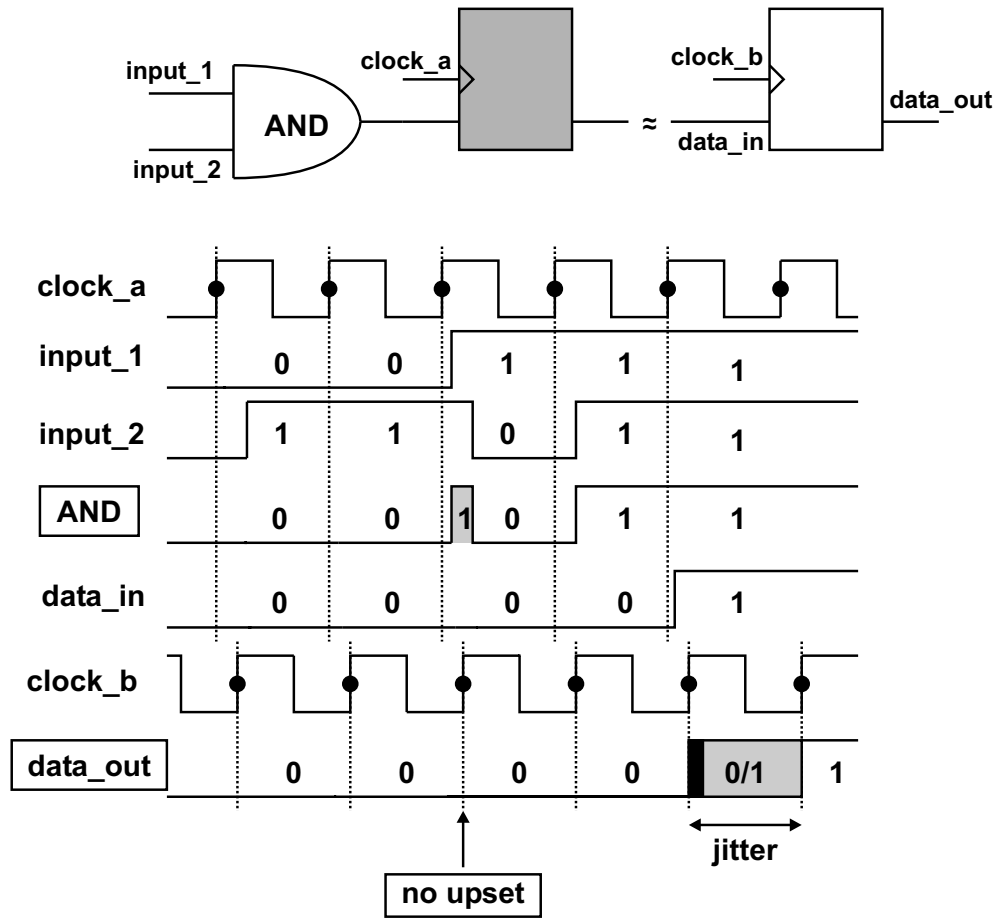 clock_a
clock_b
input_1
data_out
AND
≈
data_in
input_2
clock_a
input_1 0 0 1 1 1
input_2 1 1 0 1 1
AND 0 0 1 0 1 1
data_in 0 0 0 0 1
clock_b
data_out 0 0 0 0 0/1 1
jitter
no upset